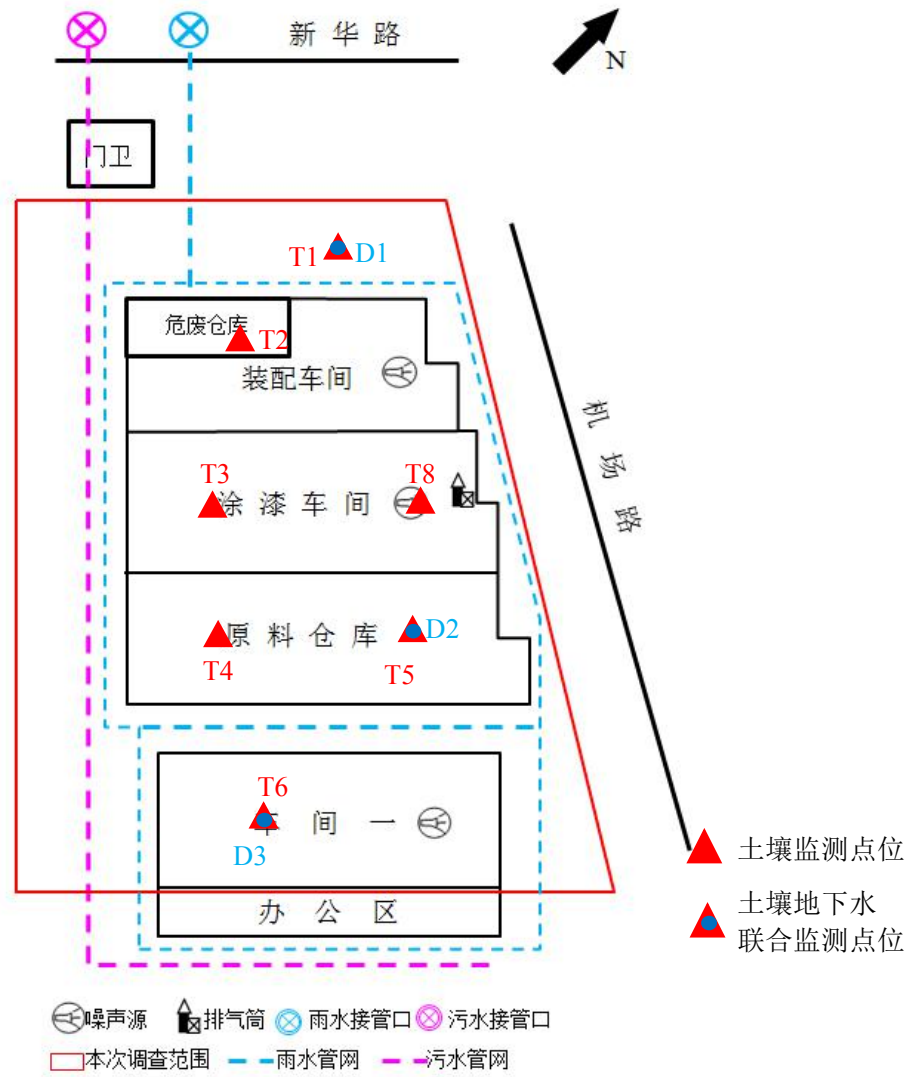 新华路
N
门卫
T1 D1
危废仓库
T2
装配车间
机场路
T3 T8
涂漆车间
原料仓库 D2
T4 T5
T6
车间一
D3
土壤监测点位
办公区
土壤地下水
联合监测点位
噪声源 排气筒 雨水接管口 污水接管口
本次调查范围 雨水管网 污水管网